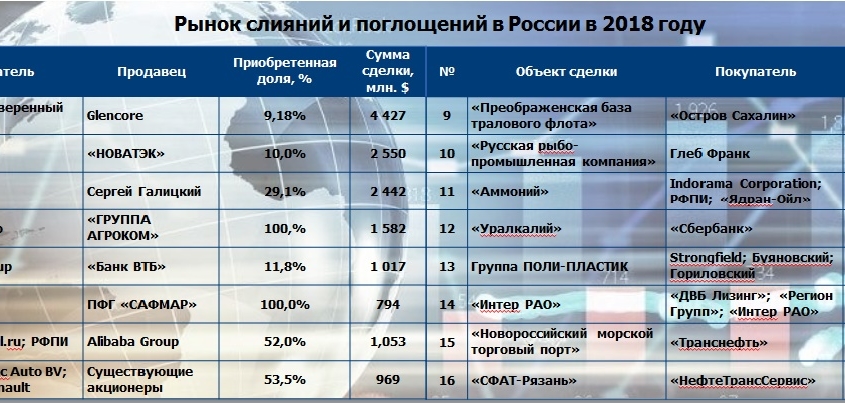 Рынок слияний и поглощений в России в 2018 году
атель Продавец Приобретенная доля, % Сумма сделки, млн. $ № Объект сделки Покупатель
веренный Glencore 9,18% 4 427 9 «Преображенская база тралового флота» «Остров Сахалин»
«НОВАТЭК» 10,0% 2 550 10 «Русская рыбо-промышленная компания» Глеб Франк
Сергей Галицкий 29,1% 2 442 11 «Аммоний» Indorama Corporation; РФПИ; «Ядран-Ойл»
«ГРУППА АГРОКОМ» 100,% 1 582 12 «Уралкалий» «Сбербанк»
up «Банк ВТБ» 11,8% 1 017 13 Группа ПОЛИ-ПЛАСТИК Strongfield; Буяновский; Гориловский
ПФГ «САФМАР» 100,0% 794 14 «Интер РАО» «ДВБ Лизинг»; «Регион Групп»; «Интер РАО»
l.ru; РФПИ Alibaba Group 52,0% 1,053 15 «Новороссийский морской торговый порт» «Транснефть»
c Auto BV; nault Существующие акционеры 53,5% 969 16 «СФАТ-Рязань» «НефтеТрансСервис»